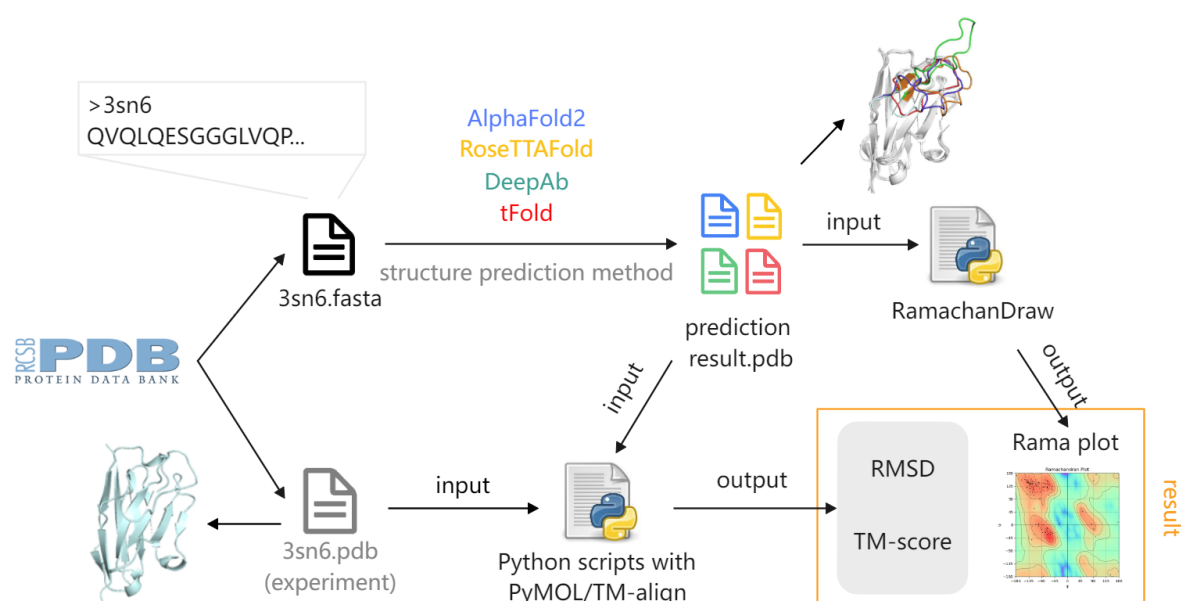 >3sn6
QVQLQESGGGLVQP...
AlphaFold2
RoseTTAFold
DeepAb
tFold
structure prediction method
3sn6.fasta
input
RamachanDraw
prediction
result.pdb
RCSB
PDB
PROTEIN DATA BANK
input
output
3sn6.pdb
(experiment)
input
Python scripts with
PyMOL/TM-align
output
RMSD
TM-score
Rama plot
Ramachandran Plot
result